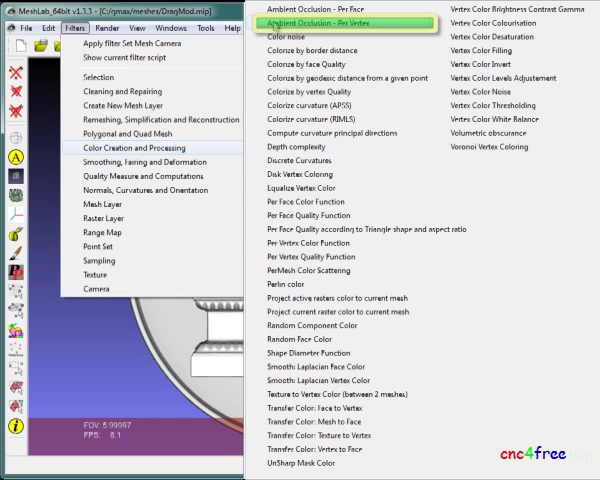 MeshLab_64bit v1.3.3 - [C:/gmax/meshes/DragMod.mlp]
File Edit Filters Render View Windows Tools Help
Apply filter Set Mesh Camera
Show current filter script
Selection
Cleaning and Repairing
Create New Mesh Layer
Remeshing, Simplification and Reconstruction
Polygonal and Quad Mesh
Color Creation and Processing
Smoothing, Fairing and Deformation
Quality Measure and Computations
Normals, Curvatures and Orientation
Mesh Layer
Raster Layer
Range Map
Point Set
Sampling
Texture
Camera
FOV: 5.99997
FPS: 6.1
Ambient Occlusion - Per Face
Ambient Occlusion - Per Vertex
Color noise
Colorize by border distance
Colorize by face Quality
Colorize by geodesic distance from a given point
Colorize by vertex Quality
Colorize curvature (APSS)
Colorize curvature (RIMLS)
Compute curvature principal directions
Depth complexity
Discrete Curvatures
Disk Vertex Coloring
Equalize Vertex Color
Per Face Color Function
Per Face Quality Function
Per Face Quality according to Triangle shape and aspect ratio
Per Vertex Color Function
Per Vertex Quality Function
PerMesh Color Scattering
Perlin color
Project active rasters color to current mesh
Project current raster color to current mesh
Random Component Color
Random Face Color
Shape Diameter Function
Smooth: Laplacian Face Color
Smooth: Laplacian Vertex Color
Texture to Vertex Color (between 2 meshes)
Transfer Color: Face to Vertex
Transfer Color: Mesh to Face
Transfer Color: Texture to Vertex
Transfer Color: Vertex to Face
UnSharp Mask Color
Vertex Color Brightness Contrast Gamma
Vertex Color Colourisation
Vertex Color Desaturation
Vertex Color Filling
Vertex Color Invert
Vertex Color Levels Adjustement
Vertex Color Noise
Vertex Color Thresholding
Vertex Color White Balance
Volumetric obscurance
Voronoi Vertex Coloring
cnc4free